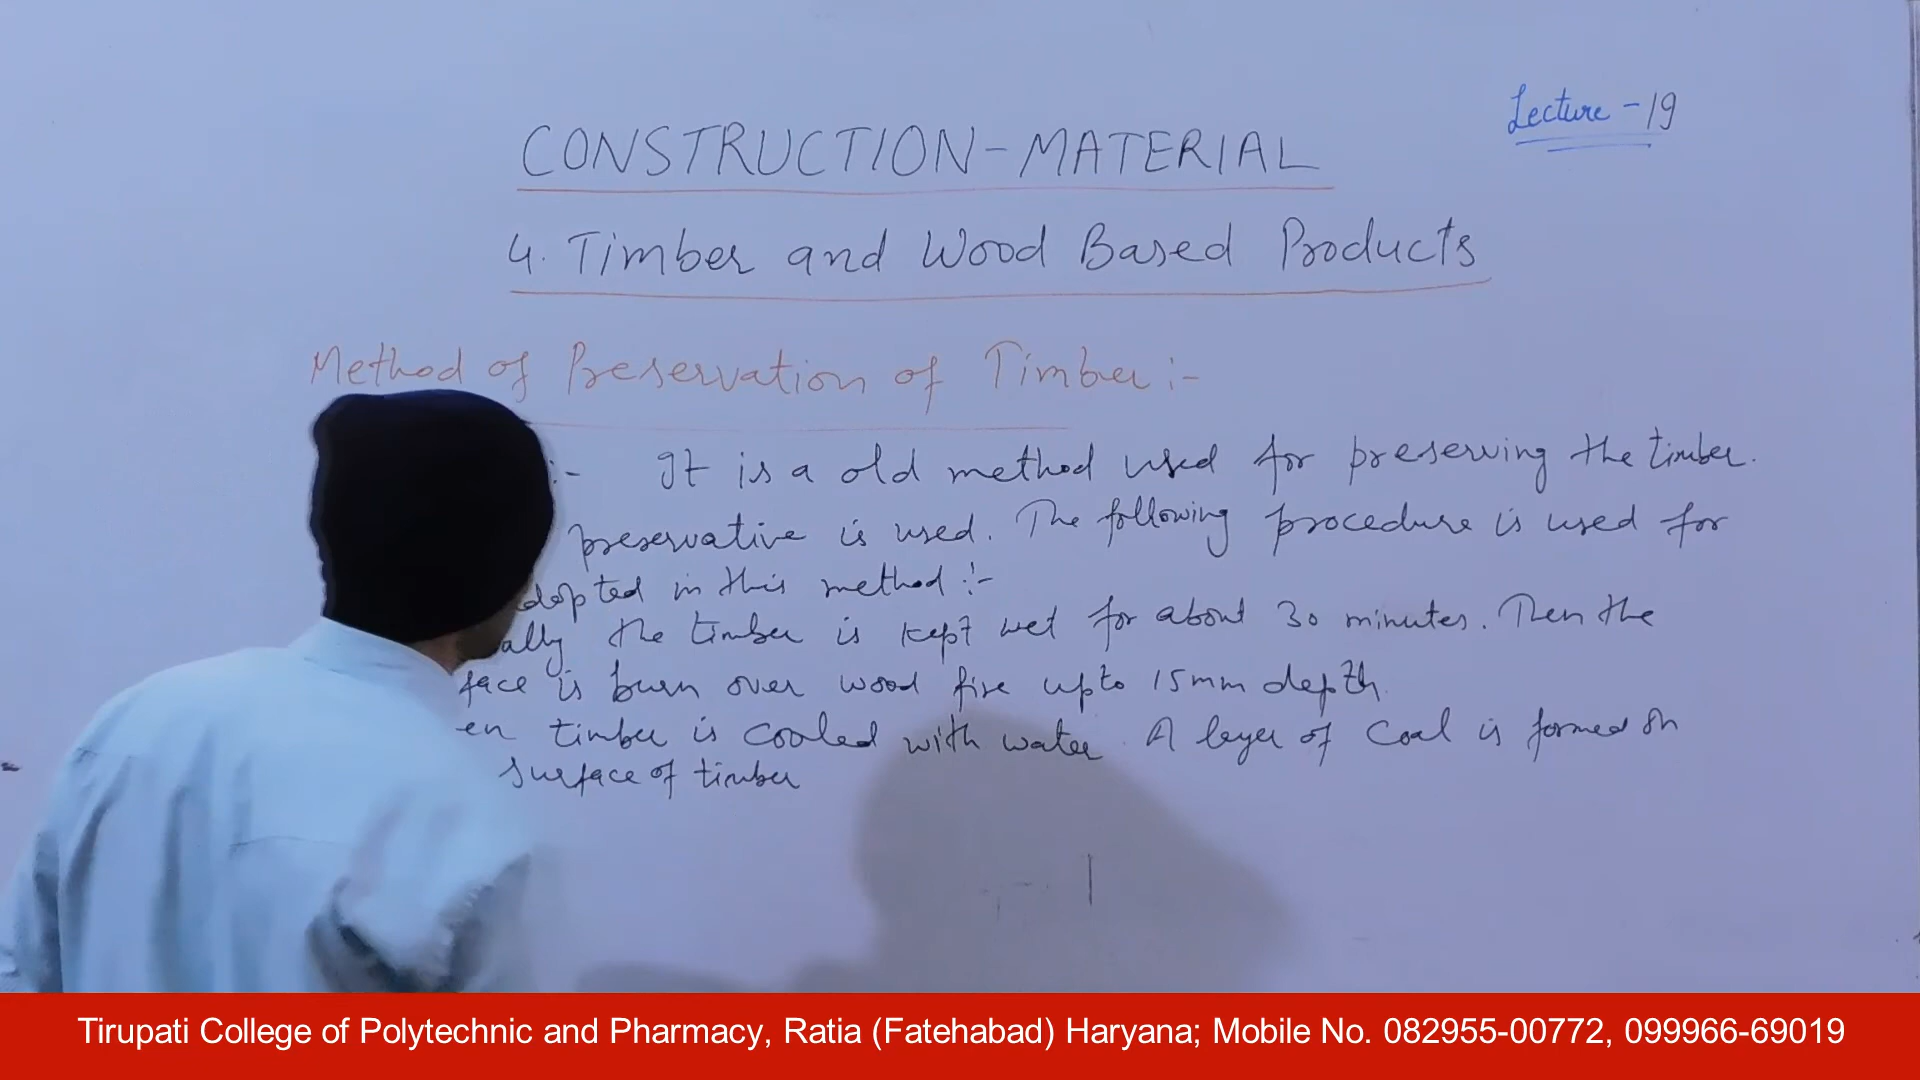 Lecture - 19
CONSTRUCTION-MATERIAL
4. Timber and Wood Based Products
Method of Preservation of Timber :-
:- It is a old method used for preserving the timber.
preservative is used. The following procedure is used for
dopted in this method :-
ally the timber is kept wet for about 30 minutes. Then the
face is burn over wood fire upto 15mm depth.
en timber is cooled with water. A layer of coal is formed on
surface of timber
Tirupati College of Polytechnic and Pharmacy, Ratia (Fatehabad) Haryana; Mobile No. 082955-00772, 099966-69019